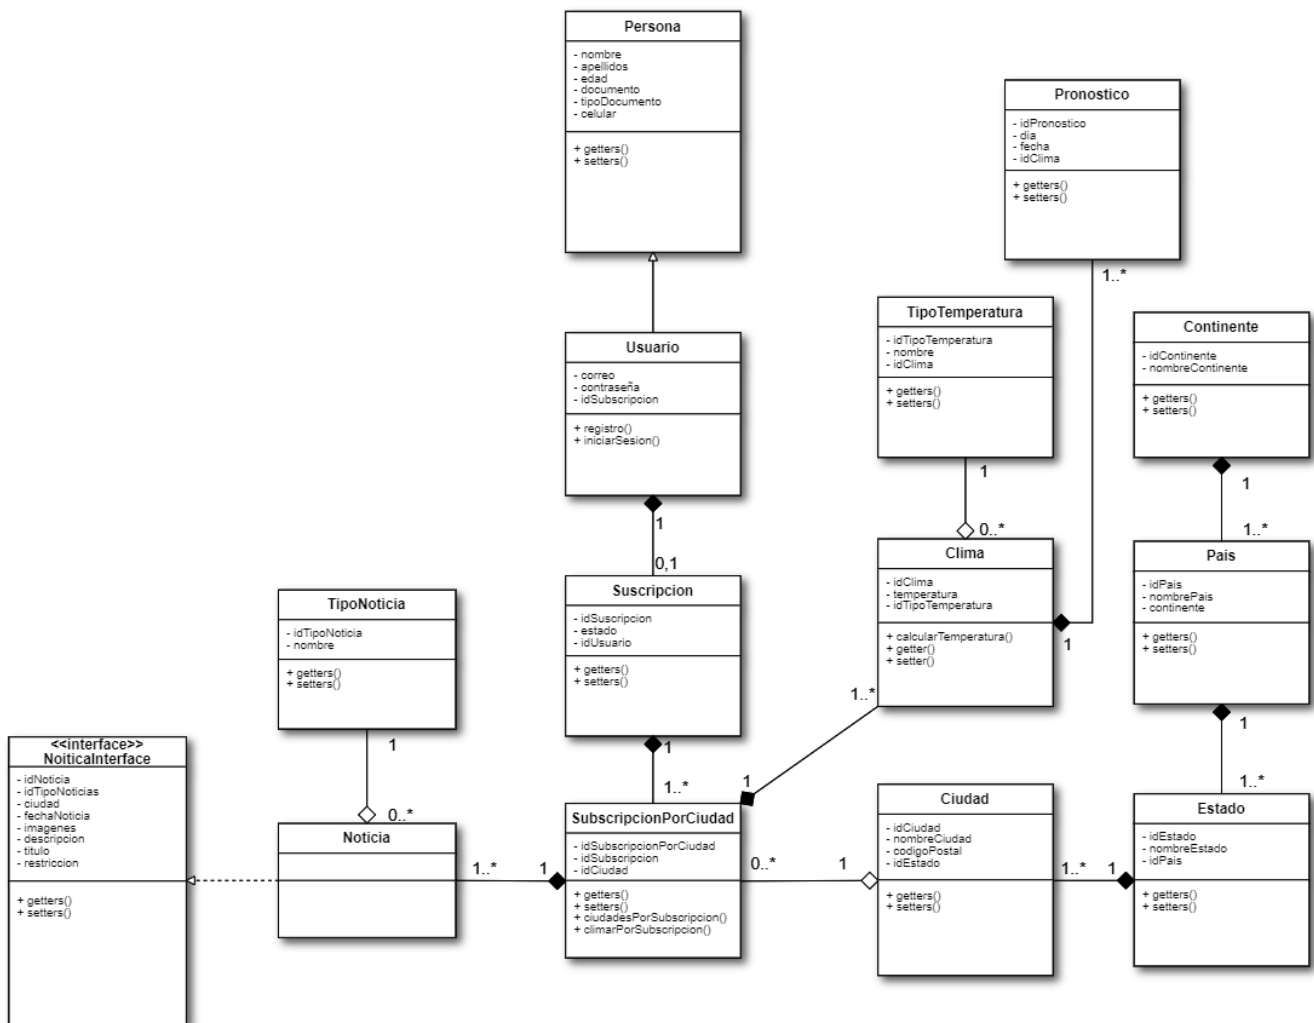 Persona
- nombre
- apellidos
- edad
- documento
- tipoDocumento
- celular
+ getters()
+ setters()
Pronostico
- idPronostico
- dia
- fecha
- idClima
+ getters()
+ setters()
1..*
TipoTemperatura
- idTipoTemperatura
- nombre
- idClima
+ getters()
+ setters()
1
0..*
Continente
- idContinente
- nombreContinente
+ getters()
+ setters()
1
1..*
Usuario
- correo
- contraseña
- idSubscripcion
+ registro()
+ iniciarSesion()
1
0,1
Clima
- idClima
- temperatura
- idTipoTemperatura
+ calcularTemperatura()
+ getter()
+ setter()
1
1..*
1
Pais
- idPais
- nombrePais
- continente
+ getters()
+ setters()
1
1..*
Suscripcion
- idSuscripcion
- estado
- idUsuario
+ getters()
+ setters()
1
1..*
TipoNoticia
- idTipoNoticia
- nombre
+ getters()
+ setters()
1
0..*
<<interface>>
NoiticaInterface
- idNoticia
- idTipoNoticias
- ciudad
- fechaNoticia
- imagenes
- descripcion
- titulo
- restriccion
+ getters()
+ setters()
Noticia
1..*
1
SubscripcionPorCiudad
- idSubscripcionPorCiudad
- idSubscripcion
- idCiudad
+ getters()
+ setters()
+ ciudadesPorSubscripcion()
+ climarPorSubscripcion()
0..*
1
Ciudad
- idCiudad
- nombreCiudad
- codigoPostal
- idEstado
+ getters()
+ setters()
1..*
1
Estado
- idEstado
- nombreEstado
- idPais
+ getters()
+ setters()